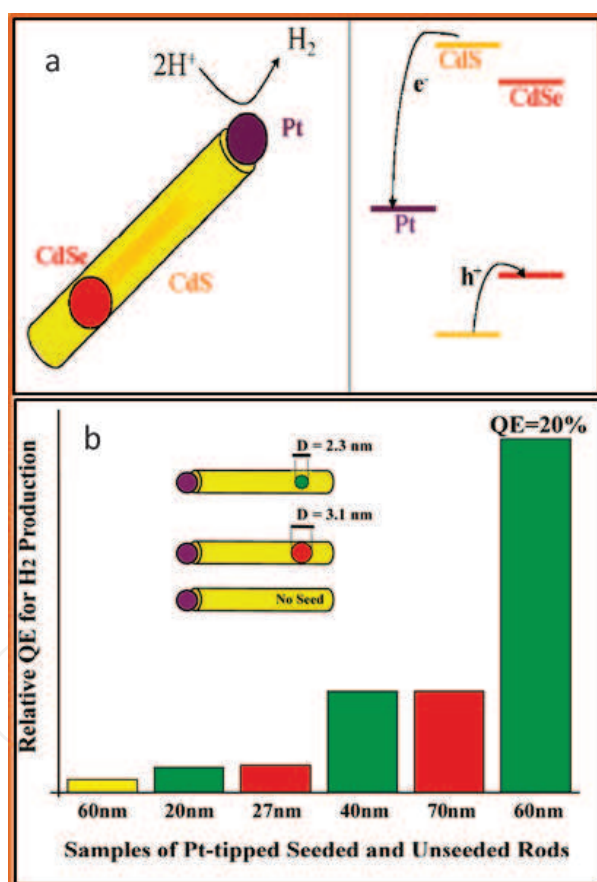 a
2H⁺
H₂
Pt
CdSe
CdS
CdS
e⁻
CdSe
Pt
h⁺
b
QE=20%
D = 2.3 nm
D = 3.1 nm
No Seed
Relative QE for H2 Production
60nm 20nm 27nm 40nm 70nm 60nm
Samples of Pt-tipped Seeded and Unseeded Rods